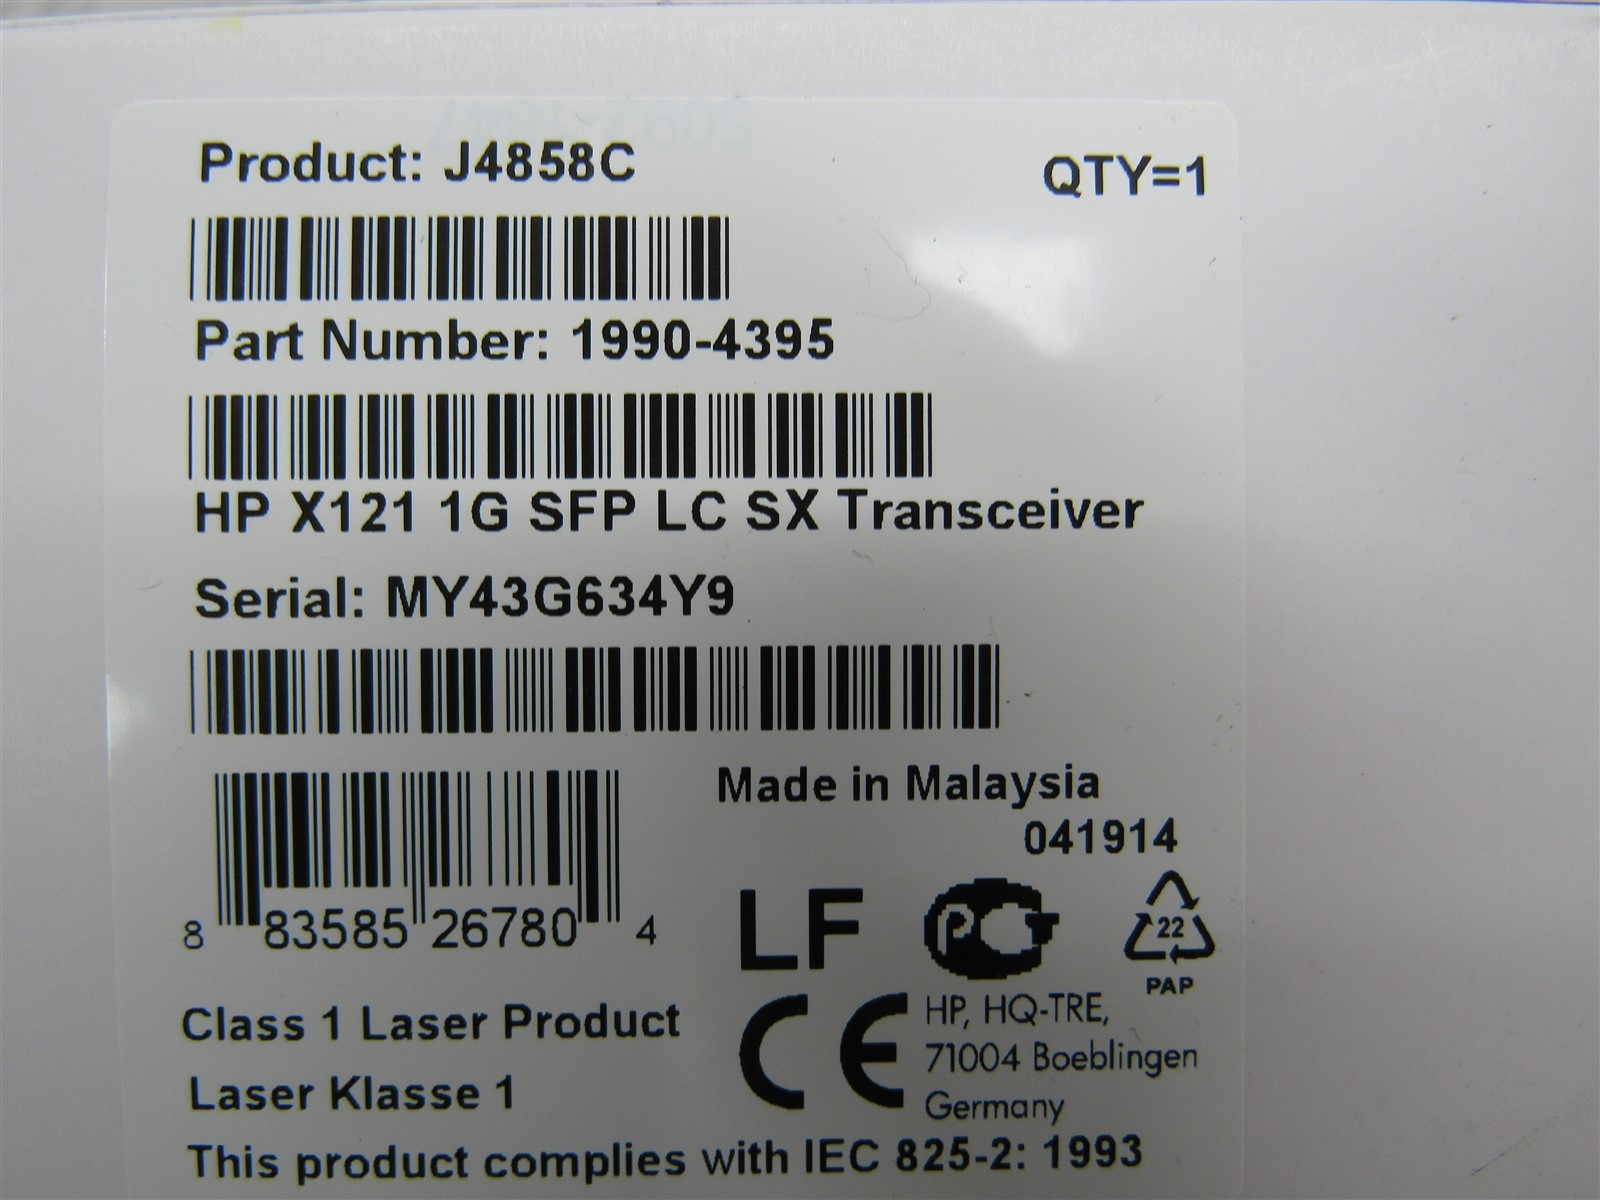 Product: J4858C
QTY=1
Part Number: 1990-4395
HP X121 1G SFP LC SX Transceiver
Serial: MY43G634Y9
Made in Malaysia
041914
8 83585 26780 4
LF
PG
22
PAP
Class 1 Laser Product
Laser Klasse 1
CE
HP, HQ-TRE,
71004 Boeblingen
Germany
This product complies with IEC 825-2: 1993